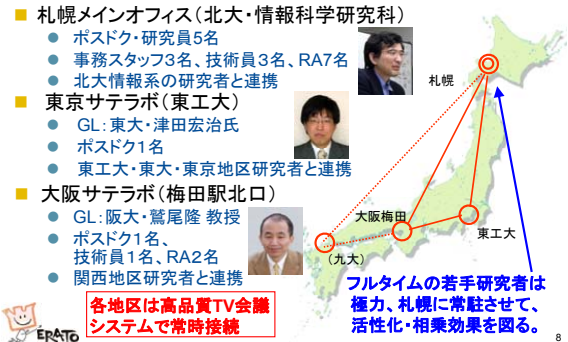 札幌メインオフィス(北大・情報科学研究科)
ポスドク・研究員5名
事務スタッフ3名、技術員3名、RA7名
北大情報系の研究者と連携
東京サテラボ(東工大)
GL:東大・津田宏治氏
ポスドク1名
東工大・東大・東京地区研究者と連携
大阪サテラボ(梅田駅北口)
GL:阪大・鷲尾隆 教授
ポスドク1名、
技術員1名、RA2名
関西地区研究者と連携
各地区は高品質TV会議
システムで常時接続
札幌
大阪梅田
東工大
(九大)
フルタイムの若手研究者は
極力、札幌に常駐させて、
活性化・相乗効果を図る。
ERATO
8